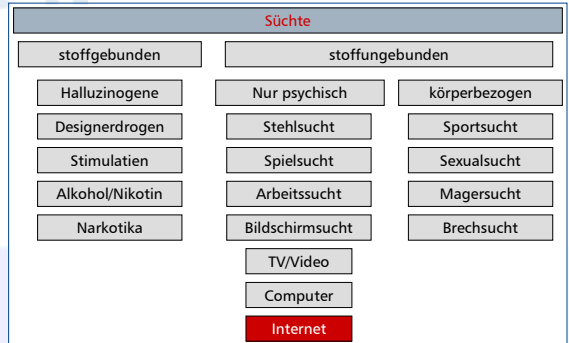 Süchte
stoffgebunden
stoffungebunden
Halluzinogene
Nur psychisch
körperbezogen
Designerdrogen
Stehlsucht
Sportsucht
Stimulatien
Spielsucht
Sexualsucht
Alkohol/Nikotin
Arbeitssucht
Magersucht
Narkotika
Bildschirmsucht
Brechsucht
TV/Video
Computer
Internet